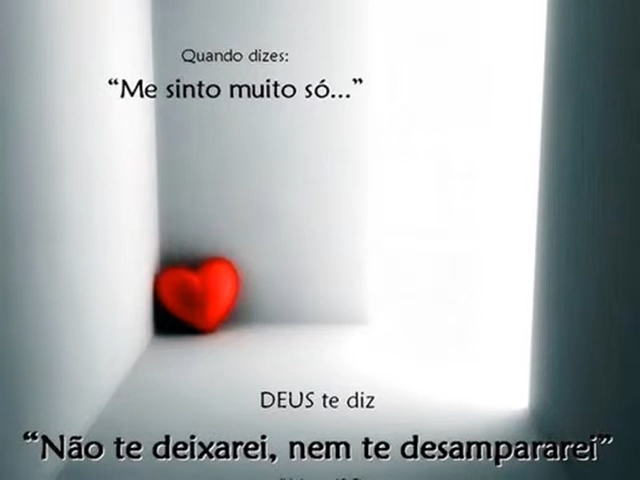 Quando dizes:
“Me sinto muito só...”
DEUS te diz
“Não te deixarei, nem te desampararei”